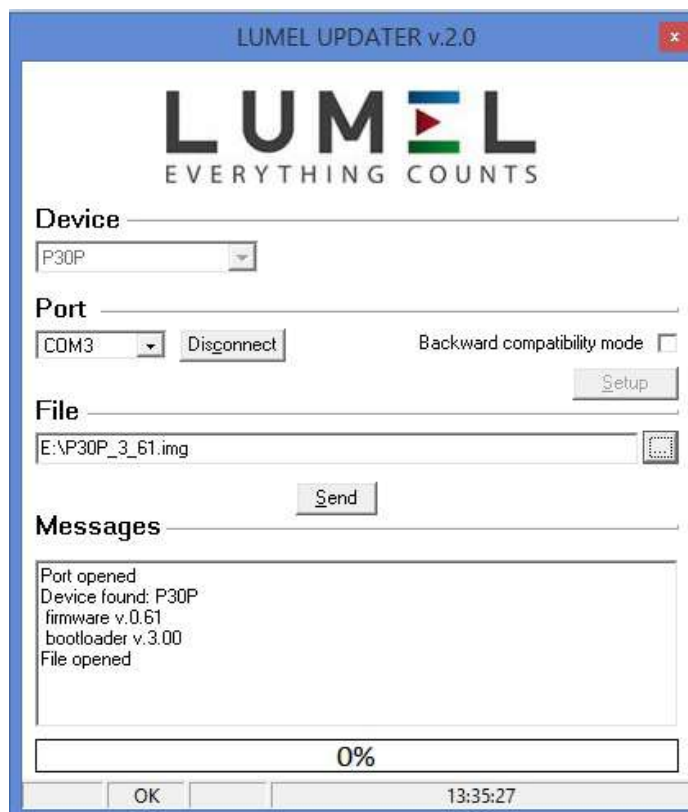 LUMEL UPDATER v.2.0
x
LUMEL
EVERYTHING COUNTS
Device
P30P
Port
COM3 Disconnect Backward compatibility mode
Setup
File
E:\P30P_3_61.img ...
Send
Messages
Port opened
Device found: P30P
firmware v.0.61
bootloader v.3.00
File opened
0%
OK 13:35:27